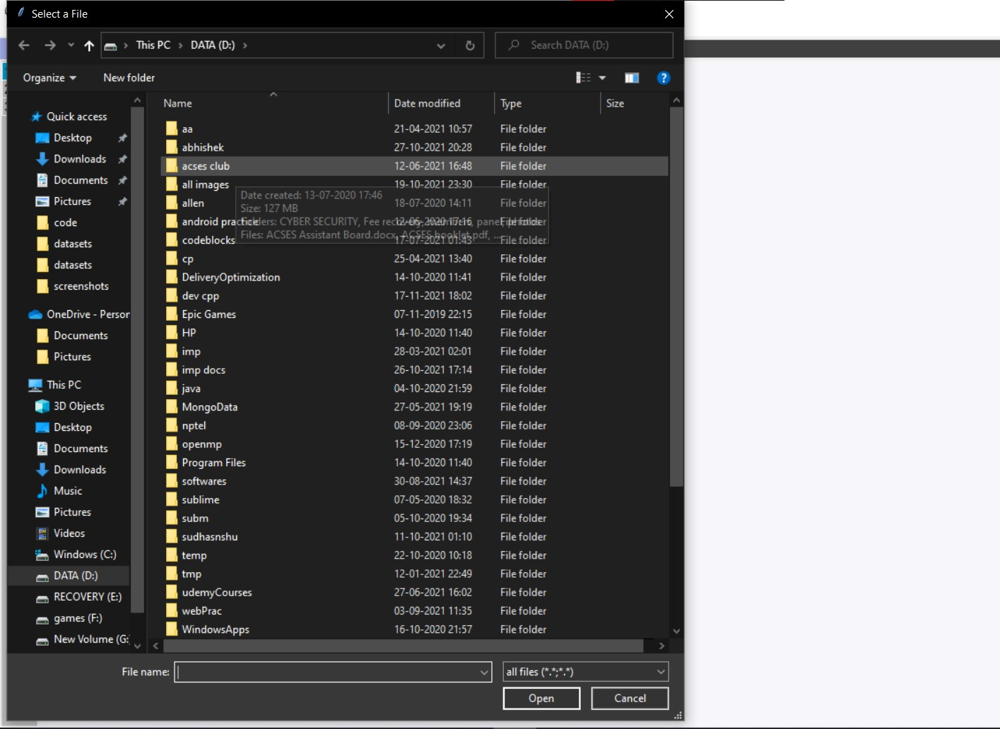 Select a File
This PC > DATA (D:) >
Search DATA (D:)
Organize
New folder
Quick access
Desktop
Downloads
Documents
Pictures
code
datasets
datasets
screenshots
OneDrive - Person
Documents
Pictures
This PC
3D Objects
Desktop
Documents
Downloads
Music
Pictures
Videos
Windows (C:)
DATA (D:)
RECOVERY (E:)
games (F:)
New Volume (G:
Name Date modified Type Size
aa 21-04-2021 10:57 File folder
abhishek 27-10-2021 20:28 File folder
acses club 12-06-2021 16:48 File folder
all images 19-10-2021 23:30 File folder
Date created: 13-07-2020 17:46
allen 18-07-2020 14:11 File folder
Size: 127 MB
android practice 12-06-2020 17:16 File folder
Folders: CYBER SECURITY, Fee members, panel, photos
Files: ACSES Assistant Board.docx, ACSES booklet.pdf, ...
codeblocks 17-07-2021 01:43 File folder
cp 25-04-2021 13:40 File folder
DeliveryOptimization 14-10-2020 11:41 File folder
dev cpp 17-11-2021 18:02 File folder
Epic Games 07-11-2019 22:15 File folder
HP 14-10-2020 11:40 File folder
imp 28-03-2021 02:01 File folder
imp docs 26-10-2021 17:14 File folder
java 04-10-2020 21:59 File folder
MongoData 27-05-2021 19:19 File folder
nptel 08-09-2020 23:06 File folder
openmp 15-12-2020 17:19 File folder
Program Files 14-10-2020 11:40 File folder
softwares 30-08-2021 14:37 File folder
sublime 07-05-2020 18:32 File folder
subm 05-10-2020 19:34 File folder
sudhasnshu 11-10-2021 01:10 File folder
temp 22-10-2020 10:18 File folder
tmp 12-01-2021 22:49 File folder
udemyCourses 27-06-2021 16:02 File folder
webPrac 03-09-2021 11:35 File folder
WindowsApps 16-10-2020 21:57 File folder
File name:
all files (*.*;*.*)
Open
Cancel